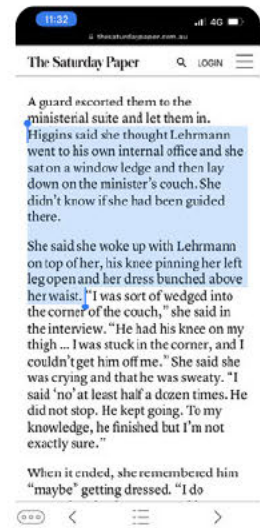 11:32
4G
thesaturdaypaper.com.au
The Saturday Paper
LOGIN
A guard escorted them to the
ministerial suite and let them in.
Higgins said she thought Lehrmann
went to his own internal office and she
sat on a window ledge and then lay
down on the minister's couch. She
didn't know if she had been guided
there.
She said she woke up with Lehrmann
on top of her, his knee pinning her left
leg open and her dress bunched above
her waist. "I was sort of wedged into
the corner of the couch," she said in
the interview. "He had his knee on my
thigh ... I was stuck in the corner, and I
couldn't get him off me." She said she
was crying and that he was sweaty. "I
said 'no' at least half a dozen times. He
did not stop. He kept going. To my
knowledge, he finished but I'm not
exactly sure."
When it ended, she remembered him
"maybe" getting dressed. "I do